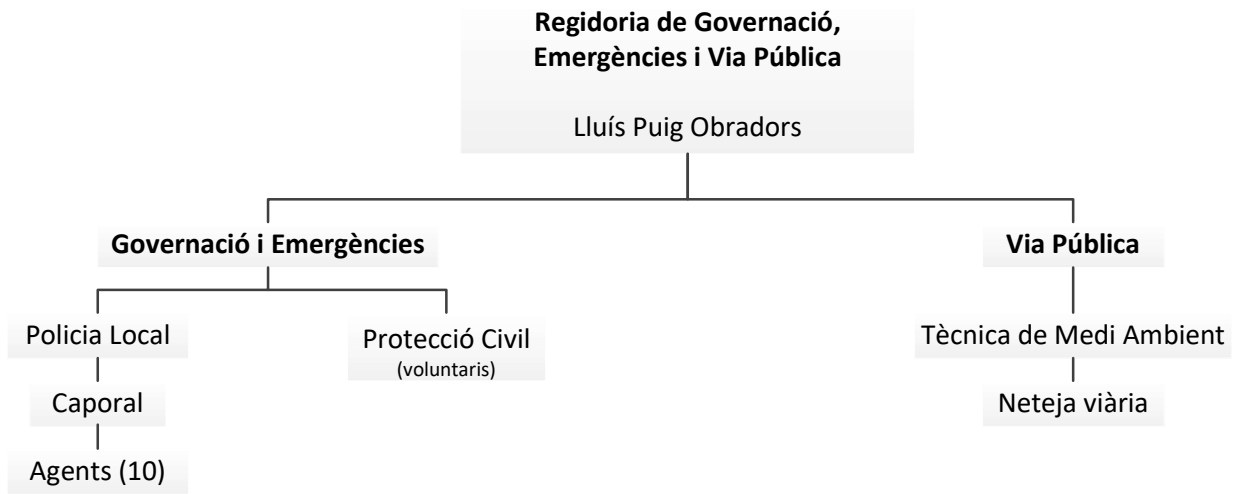 Regidoria de Governació,
Emergències i Via Pública
Lluís Puig Obradors
Governació i Emergències
Via Pública
Policia Local
Protecció Civil
(voluntaris)
Tècnica de Medi Ambient
Caporal
Neteja viària
Agents (10)